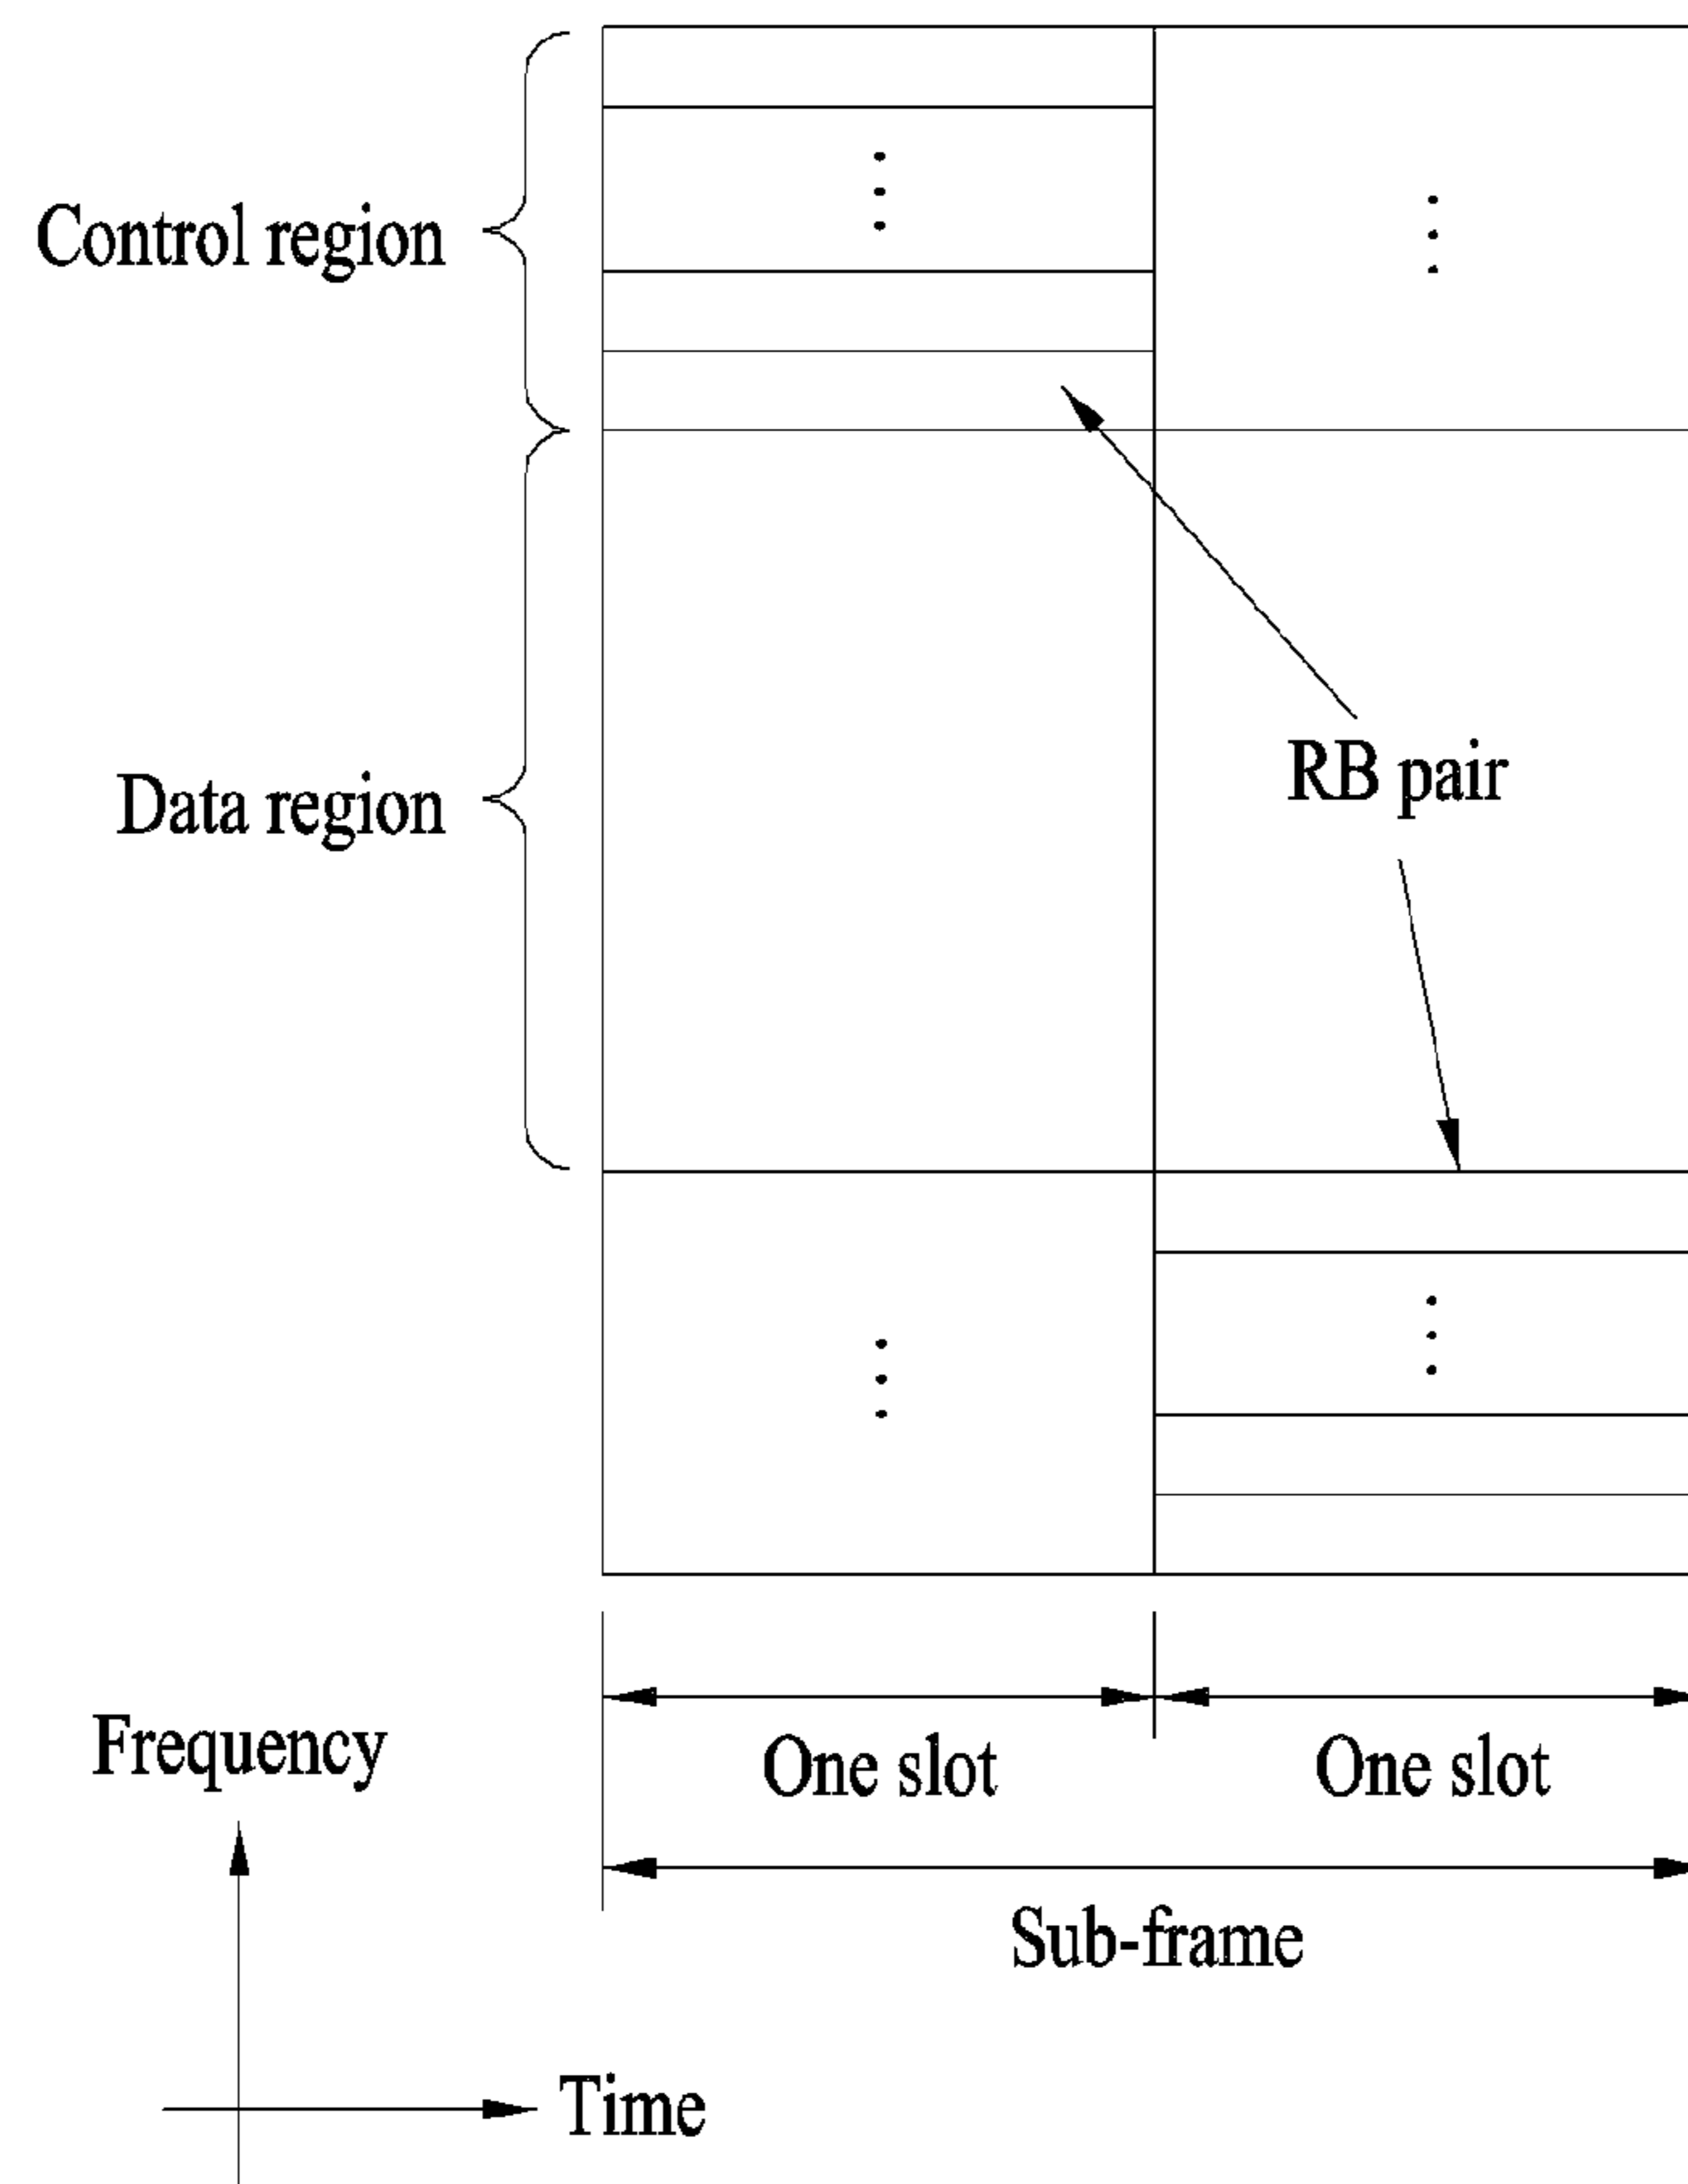 Control region
Data region
RB pair
Frequency
One slot
One slot
Sub-frame
Time